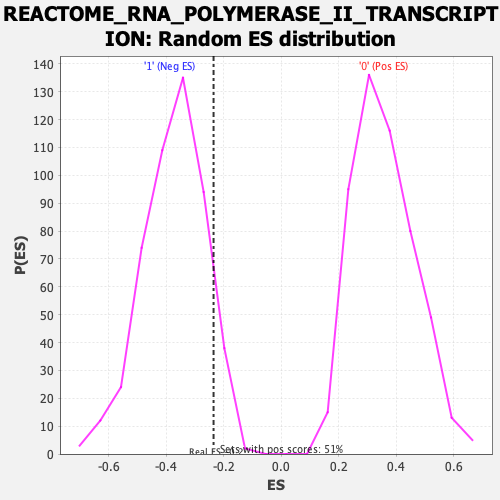 REACTOME_RNA_POLYMERASE_II_TRANSCRIPT
ION: Random ES distribution
'1' (Neg ES)
'0' (Pos ES)
P(ES)
140
130
120
110
100
90
80
70
60
50
40
30
20
10
0
Real ES
Sets with pos scores: 51%
-0.6
-0.4
-0.2
0.0
0.2
0.4
0.6
ES